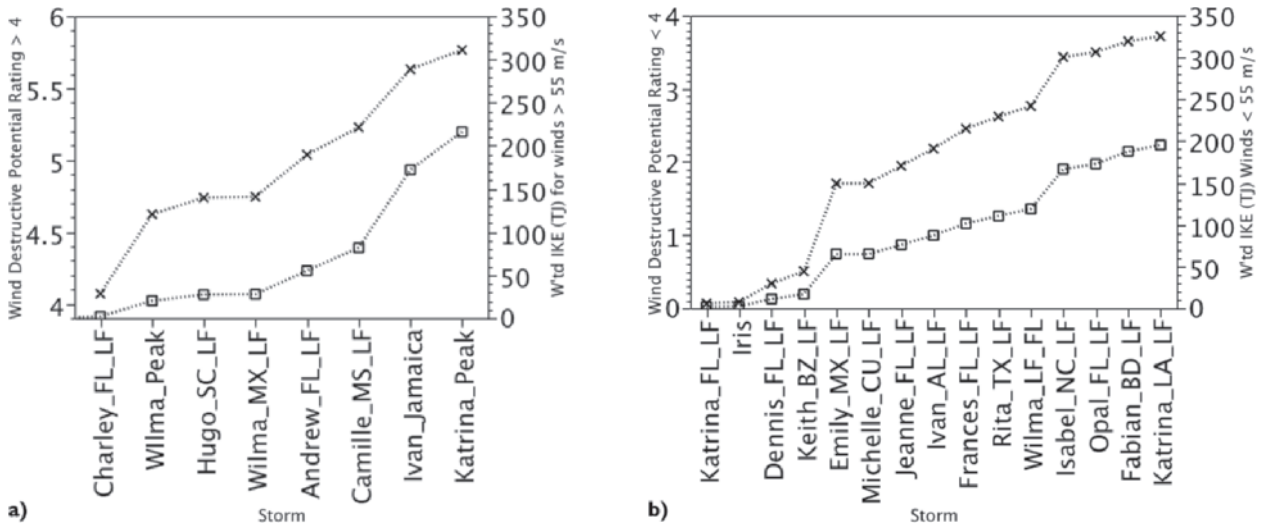 Wind Destructive Potential Rating > 4
6
5.5
5
4.5
4
350
300
250
200
150
100
50
0
W'td IKE (TJ) for winds > 55 m/s
Charley_FL_LF
WIlma_Peak
Hugo_SC_LF
Wilma_MX_LF
Andrew_FL_LF
Camille_MS_LF
Ivan_Jamaica
Katrina_Peak
Storm
a)
Wind Destructive Potential Rating < 4
4
3
2
1
0
350
300
250
200
150
100
50
0
W'td IKE (TJ) Winds < 55 m/s
Katrina_FL_LF
Iris
Dennis_FL_LF
Keith_BZ_LF
Emily_MX_LF
Michelle_CU_LF
Jeanne_FL_LF
Ivan_AL_LF
Frances_FL_LF
Rita_TX_LF
Wilma_LF_FL
Isabel_NC_LF
Opal_FL_LF
Fabian_BD_LF
Katrina_LA_LF
Storm
b)